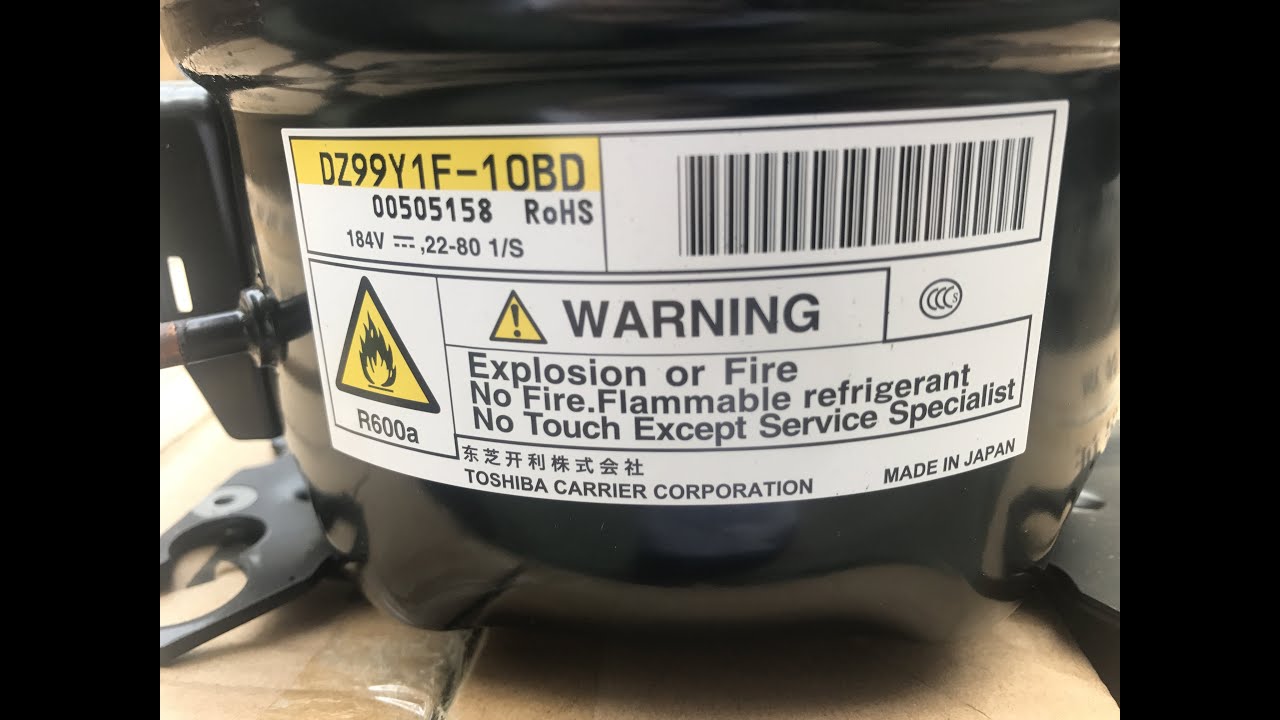 DZ99Y1F-10BD
00505158 RoHS
184V ⎓,22-80 1/S
CCC S
WARNING
R600a
Explosion or Fire
No Fire.Flammable refrigerant
No Touch Except Service Specialist
东芝开利株式会社
TOSHIBA CARRIER CORPORATION
MADE IN JAPAN